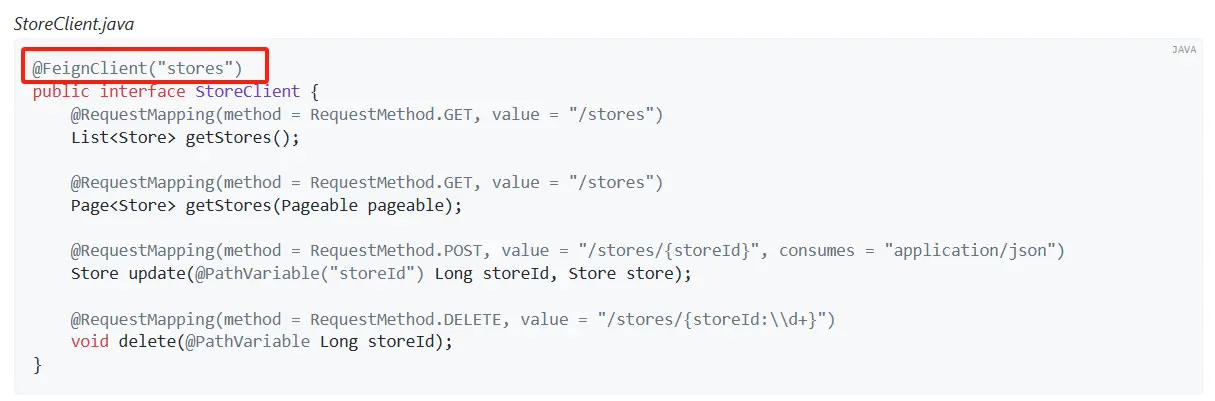 StoreClient.java
JAVA
@FeignClient("stores")
public interface StoreClient {
    @RequestMapping(method = RequestMethod.GET, value = "/stores")
    List<Store> getStores();

    @RequestMapping(method = RequestMethod.GET, value = "/stores")
    Page<Store> getStores(Pageable pageable);

    @RequestMapping(method = RequestMethod.POST, value = "/stores/{storeId}", consumes = "application/json")
    Store update(@PathVariable("storeId") Long storeId, Store store);

    @RequestMapping(method = RequestMethod.DELETE, value = "/stores/{storeId:\\d+}")
    void delete(@PathVariable Long storeId);
}